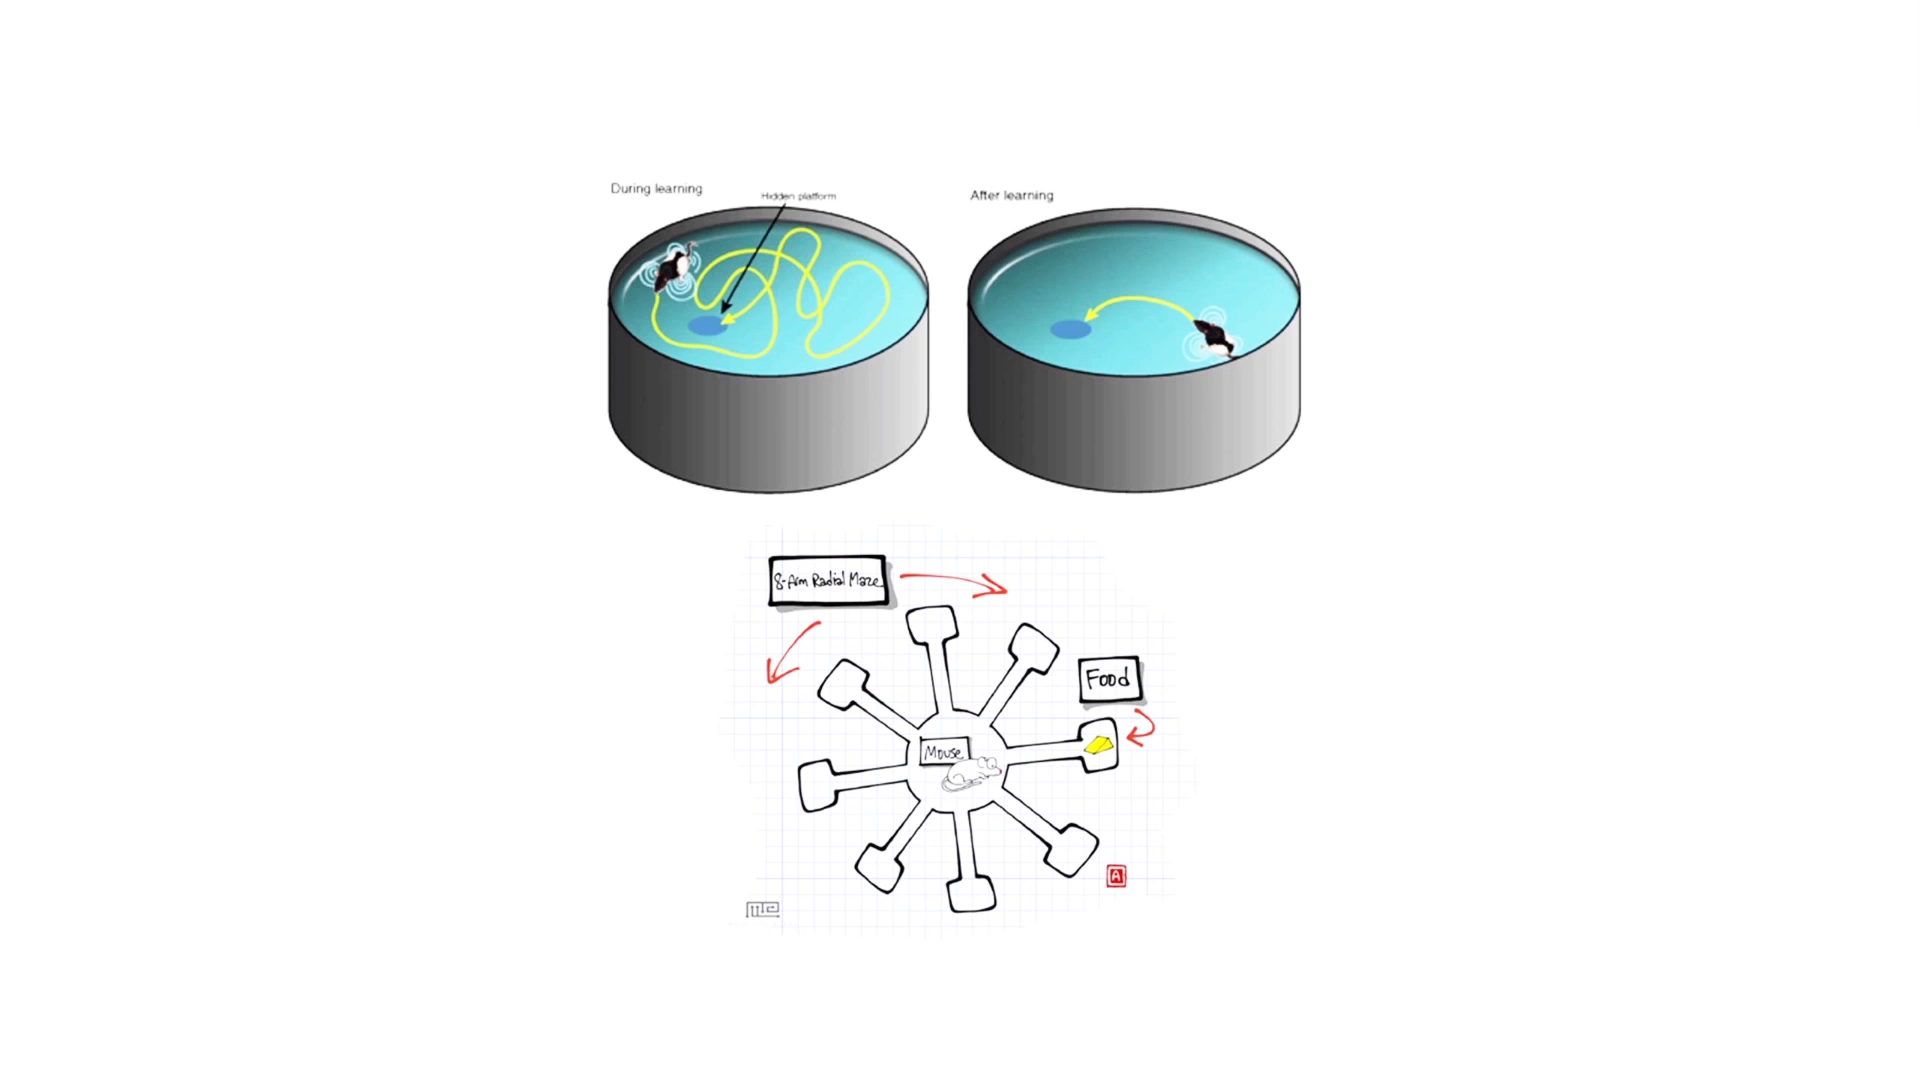 During learning
Hidden platform
After learning
8-Arm Radial Maze
Food
Mouse
A